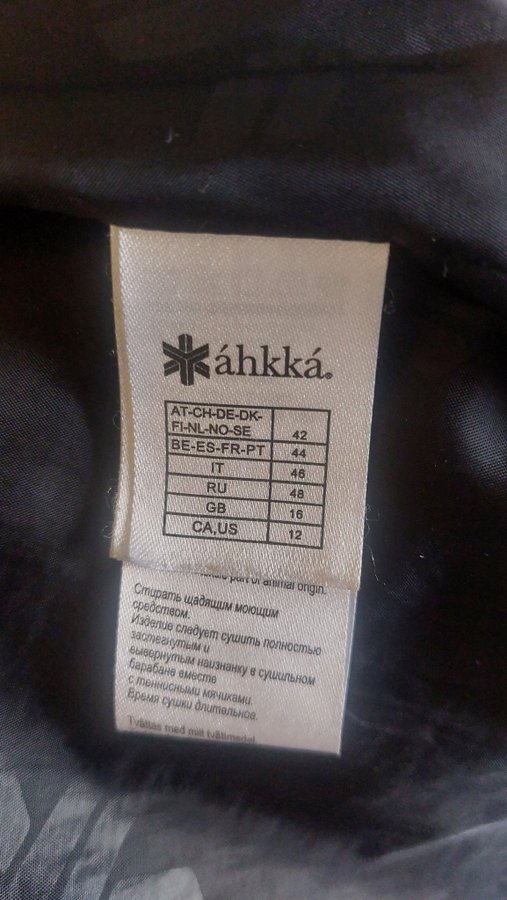 áhkká®
AT-CH-DE-DK-
FI-NL-NO-SE 42
BE-ES-FR-PT 44
IT 46
RU 48
GB 16
CA,US 12
part of animal origin.
Стирать щадящим моющим
средством.
Изделие следует сушить полностью
застегнутым и
вывернутым наизнанку в сушильном
барабане вместе
с теннисными мячиками.
Время сушки длительное.
Tvättas med milt tvättmedel